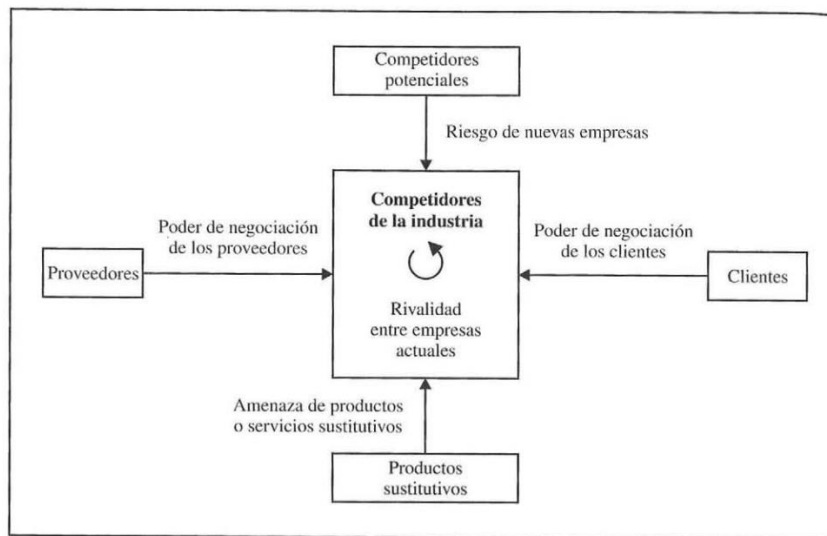 Competidores
potenciales
Riesgo de nuevas empresas
Competidores
de la industria
Poder de negociación
de los proveedores
Poder de negociación
de los clientes
Proveedores
Clientes
Rivalidad
entre empresas
actuales
Amenaza de productos
o servicios sustitutivos
Productos
sustitutivos